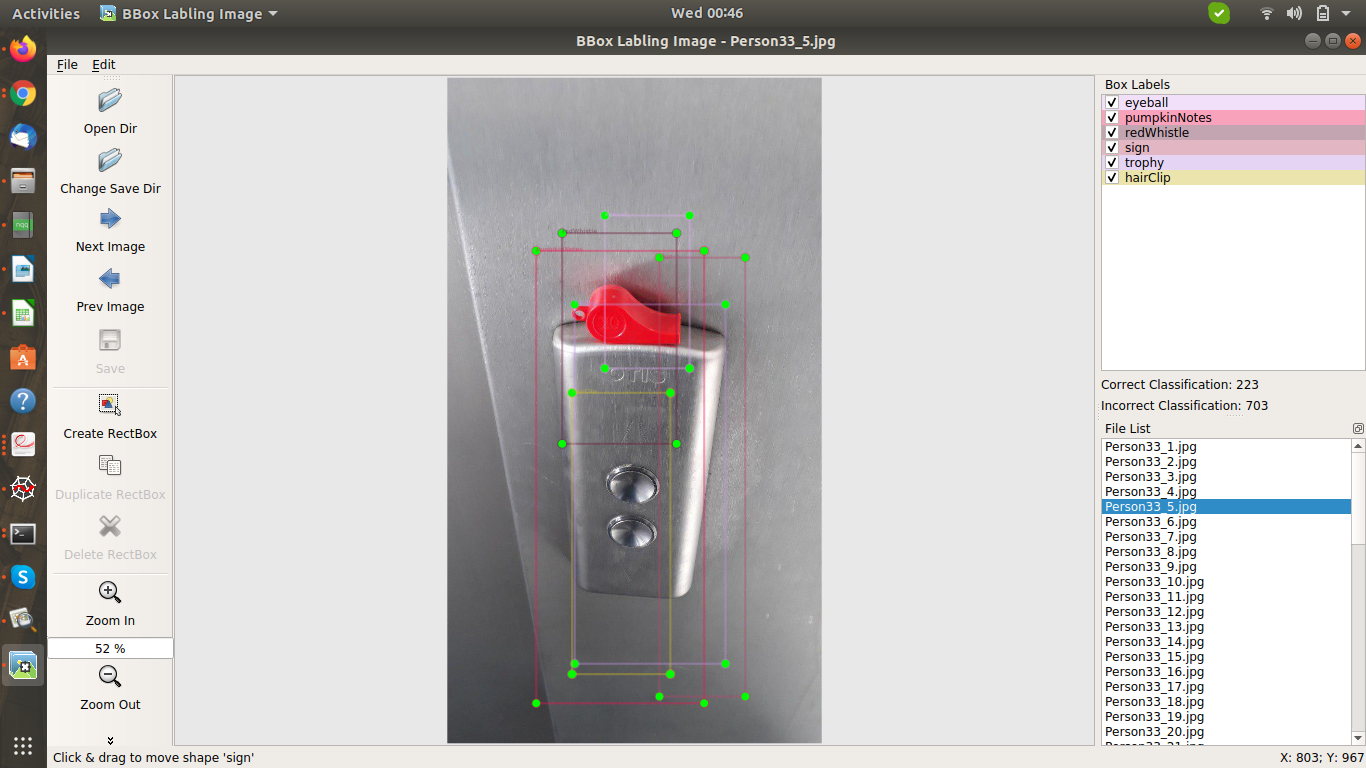 Activities
BBox Labling Image
Wed 00:46
BBox Labling Image - Person33_5.jpg
File Edit
Open Dir
Change Save Dir
Next Image
Prev Image
Save
Create RectBox
Duplicate RectBox
Delete RectBox
Zoom In
52 %
Zoom Out
OTIS
Box Labels
eyeball
pumpkinNotes
redWhistle
sign
trophy
hairClip
Correct Classification: 223
Incorrect Classification: 703
File List
Person33_1.jpg
Person33_2.jpg
Person33_3.jpg
Person33_4.jpg
Person33_5.jpg
Person33_6.jpg
Person33_7.jpg
Person33_8.jpg
Person33_9.jpg
Person33_10.jpg
Person33_11.jpg
Person33_12.jpg
Person33_13.jpg
Person33_14.jpg
Person33_15.jpg
Person33_16.jpg
Person33_17.jpg
Person33_18.jpg
Person33_19.jpg
Person33_20.jpg
Click & drag to move shape 'sign'
X: 803; Y: 967